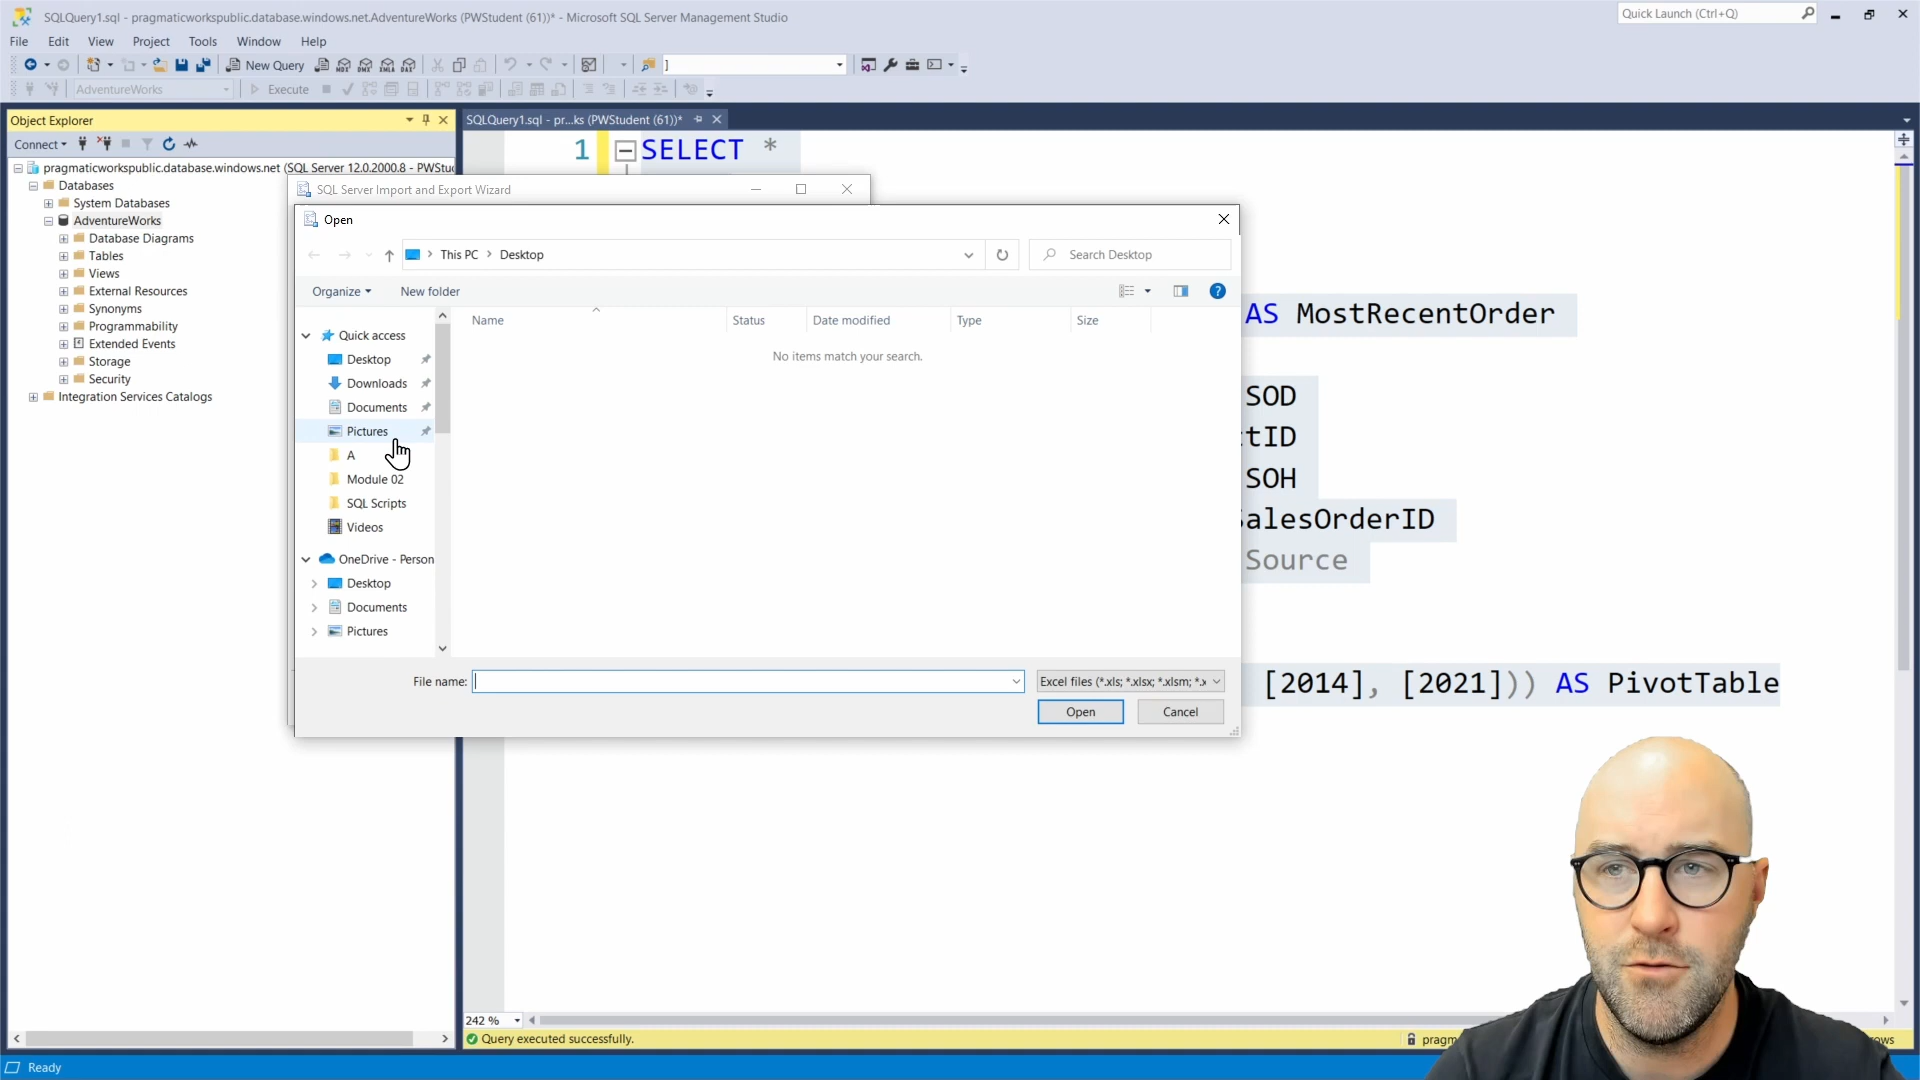 SQLQuery1.sql - pragmaticworkspublic.database.windows.net.AdventureWorks (PWStudent (61))* - Microsoft SQL Server Management Studio
Quick Launch (Ctrl+Q)
File Edit View Project Tools Window Help
New Query
]
AdventureWorks
Execute
Object Explorer
SQLQuery1.sql - pr...ks (PWStudent (61))*
Connect
1 SELECT *
pragmaticworkspublic.database.windows.net (SQL Server 12.0.2000.8 - PWStu
Databases
System Databases
AdventureWorks
Database Diagrams
Tables
Views
External Resources
Synonyms
Programmability
Extended Events
Storage
Security
Integration Services Catalogs
SQL Server Import and Export Wizard
Open
This PC > Desktop
Search Desktop
Organize
New folder
Name Status Date modified Type Size
No items match your search.
Quick access
Desktop
Downloads
Documents
Pictures
A
Module 02
SQL Scripts
Videos
OneDrive - Person
Desktop
Documents
Pictures
File name:
Excel files (*.xls; *.xlsx; *.xlsm; *.x
Open
Cancel
AS MostRecentOrder
SOD
tID
SOH
SalesOrderID
Source
[2014], [2021])) AS PivotTable
242 %
Query executed successfully.
pragm
ows
Ready